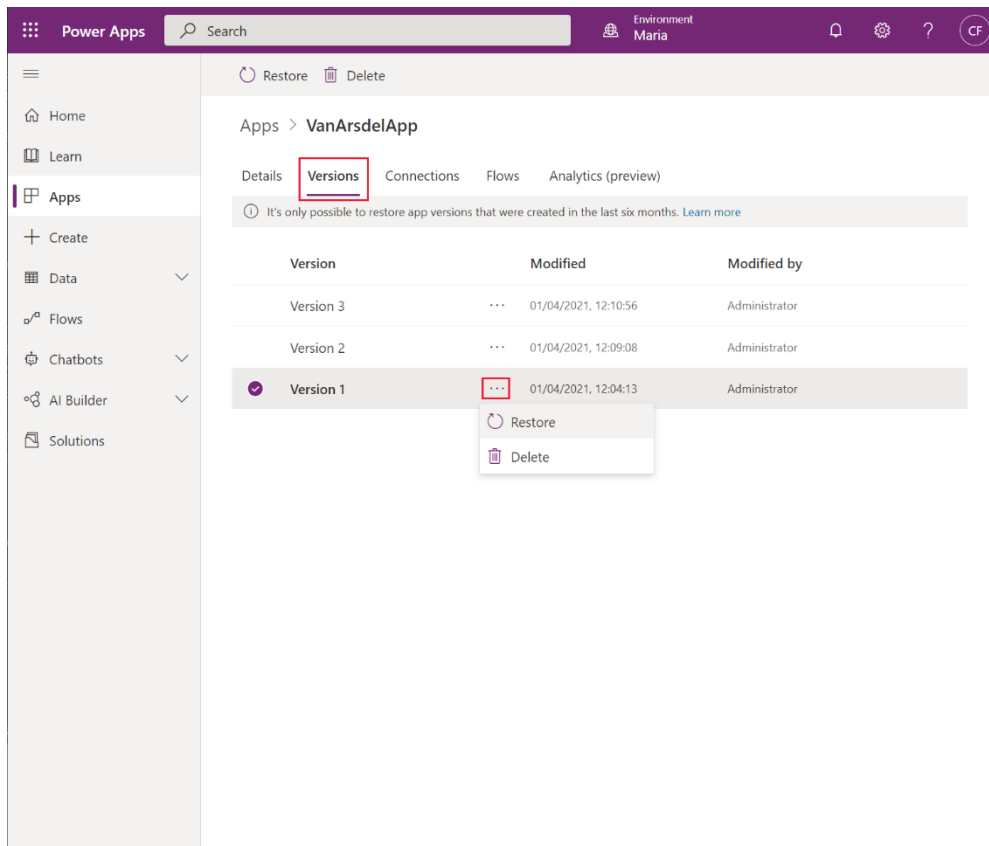 Power Apps
Search
Environment
Maria
CF
Restore
Delete
Home
Learn
Apps
Create
Data
Flows
Chatbots
AI Builder
Solutions
Apps > VanArsdelApp
Details Versions Connections Flows Analytics (preview)
It's only possible to restore app versions that were created in the last six months. Learn more
Version Modified Modified by
Version 3 ... 01/04/2021, 12:10:56 Administrator
Version 2 ... 01/04/2021, 12:09:08 Administrator
Version 1 ... 01/04/2021, 12:04:13 Administrator
Restore
Delete